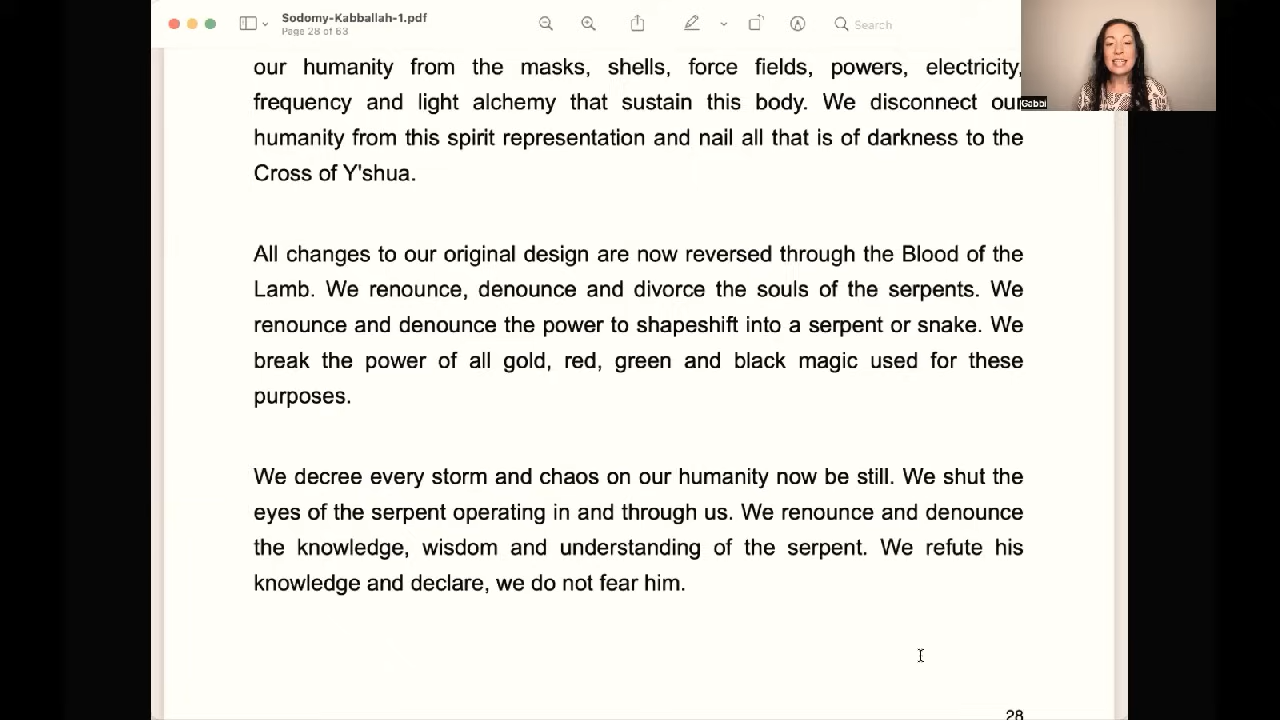 Sodomy-Kabballah-1.pdf
Page 28 of 63
Search
Gabbi
our humanity from the masks, shells, force fields, powers, electricity,
frequency and light alchemy that sustain this body. We disconnect our
humanity from this spirit representation and nail all that is of darkness to the
Cross of Y'shua.
All changes to our original design are now reversed through the Blood of the
Lamb. We renounce, denounce and divorce the souls of the serpents. We
renounce and denounce the power to shapeshift into a serpent or snake. We
break the power of all gold, red, green and black magic used for these
purposes.
We decree every storm and chaos on our humanity now be still. We shut the
eyes of the serpent operating in and through us. We renounce and denounce
the knowledge, wisdom and understanding of the serpent. We refute his
knowledge and declare, we do not fear him.
28